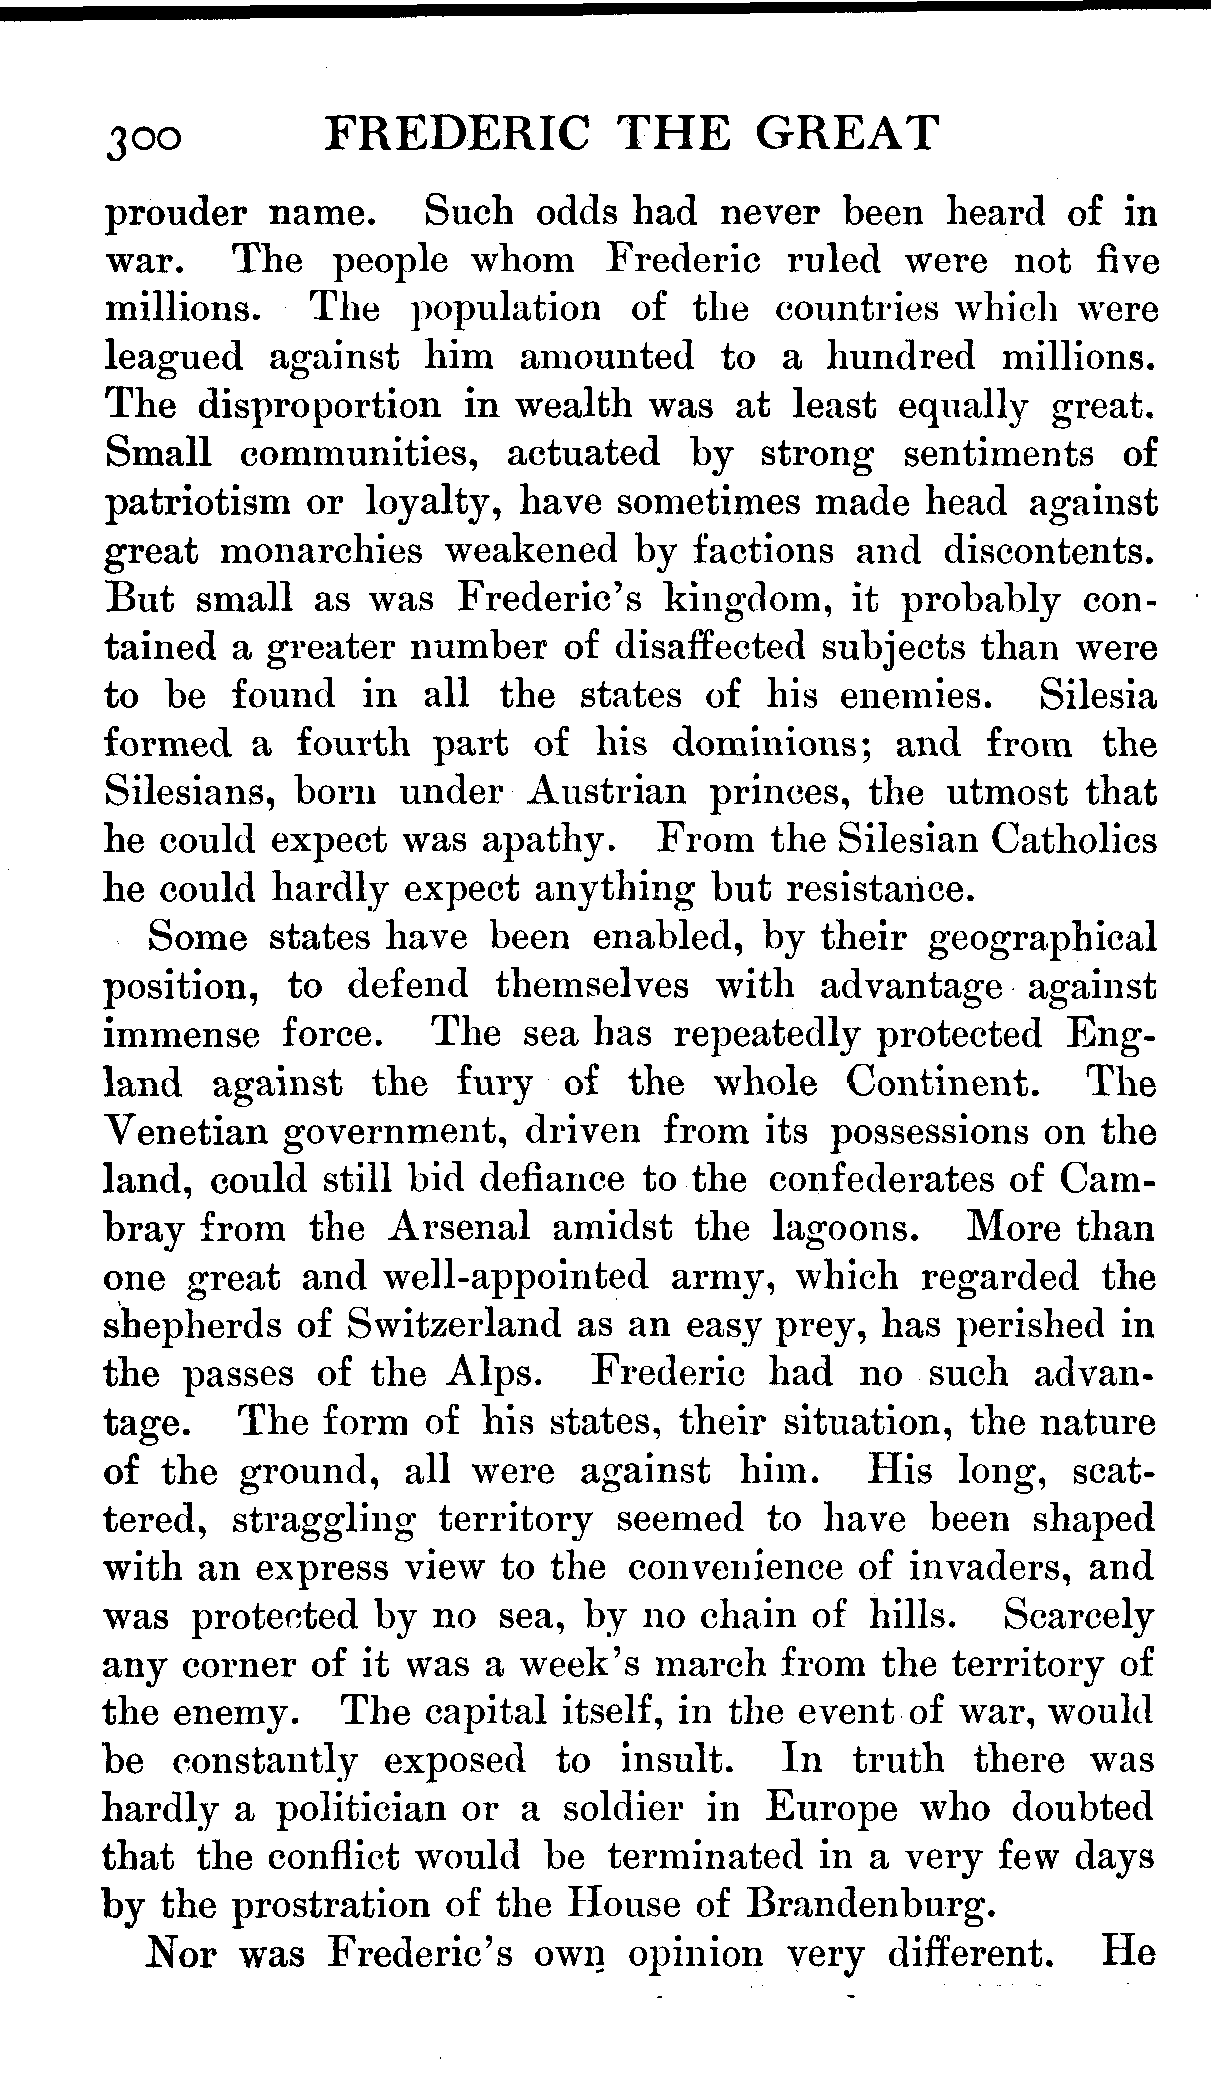 300 FREDERIC THE GREAT
prouder name. Such odds had never been heard of in
war. The people whom Frederic ruled were not five
millions. The population of the countries which were
leagued against him amounted to a hundred millions.
The disproportion in wealth was at least equally great.
Small communities, actuated by strong sentiments of
patriotism or loyalty, have sometimes made head against
great monarchies weakened by factions and discontents.
But small as was Frederic's kingdom, it probably con-
tained a greater number of disaffected subjects than were
to be found in all the states of his enemies. Silesia
formed a fourth part of his dominions; and from the
Silesians, born under Austrian princes, the utmost that
he could expect was apathy. From the Silesian Catholics
he could hardly expect anything but resistance.
Some states have been enabled, by their geographical
position, to defend themselves with advantage against
immense force. The sea has repeatedly protected Eng-
land against the fury of the whole Continent. The
Venetian government, driven from its possessions on the
land, could still bid defiance to the confederates of Cam-
bray from the Arsenal amidst the lagoons. More than
one great and well-appointed army, which regarded the
shepherds of Switzerland as an easy prey, has perished in
the passes of the Alps. Frederic had no such advan-
tage. The form of his states, their situation, the nature
of the ground, all were against him. His long, scat-
tered, straggling territory seemed to have been shaped
with an express view to the convenience of invaders, and
was protected by no sea, by no chain of hills. Scarcely
any corner of it was a week's march from the territory of
the enemy. The capital itself, in the event of war, would
be constantly exposed to insult. In truth there was
hardly a politician or a soldier in Europe who doubted
that the conflict would be terminated in a very few days
by the prostration of the House of Brandenburg.
Nor was Frederic's own opinion very different. He